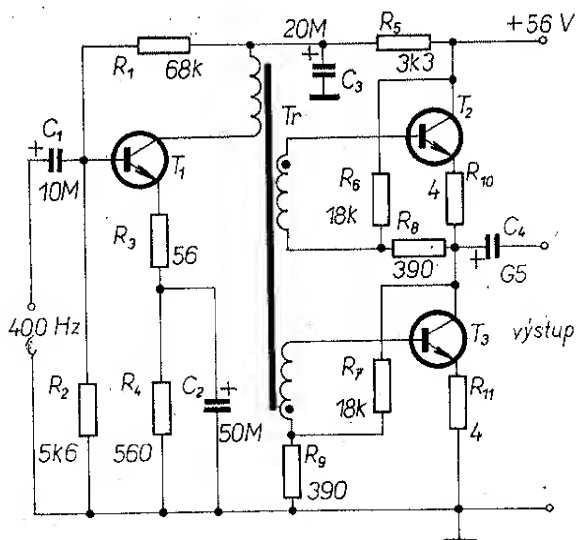 20M
R5
+56 V
R1
68k
+
C3
3k3
Tr
T2
C1
+
10M
T1
R6
18k
R10
4
R8
390
C4
+
G5
R3
56
400 Hz
T3
výstup
R7
18k
R11
4
R2
5k6
R4
560
C2
+
50M
R9
390